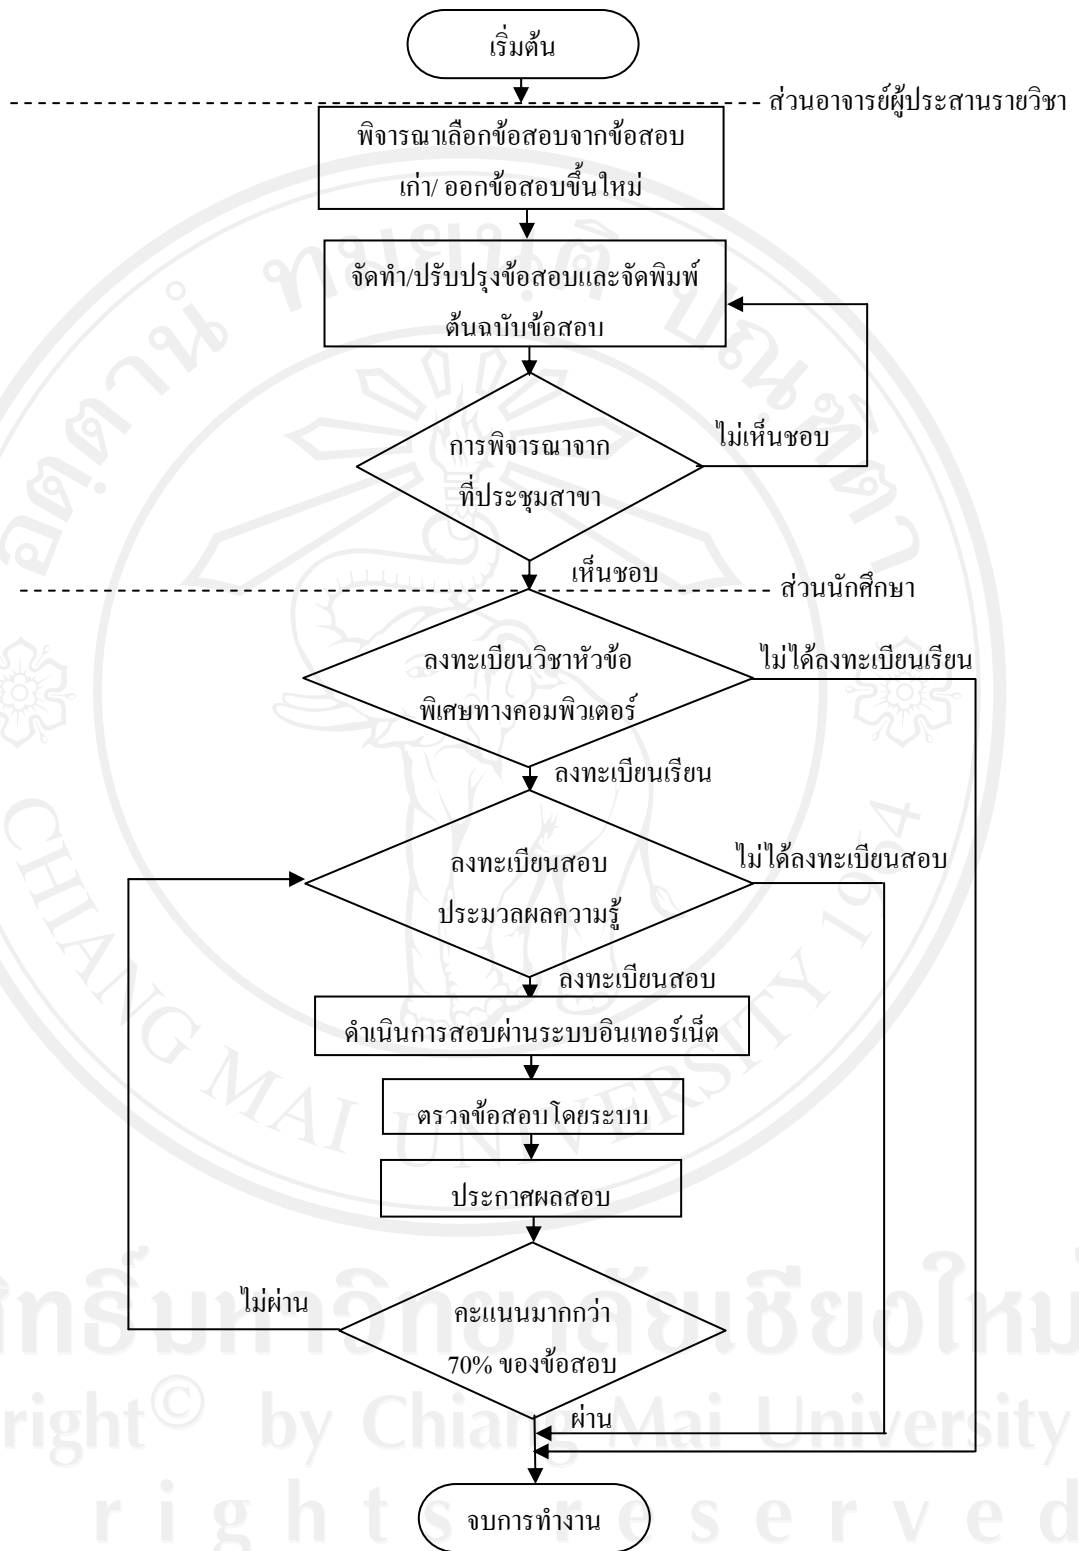 เริ่มต้น
ส่วนอาจารย์ผู้ประสานรายวิชา
พิจารณาเลือกข้อสอบจากข้อสอบ
เก่า/ ออกข้อสอบขึ้นใหม่
จัดทำ/ปรับปรุงข้อสอบและจัดพิมพ์
ต้นฉบับข้อสอบ
การพิจารณาจาก
ที่ประชุมสาขา
ไม่เห็นชอบ
เห็นชอบ
ส่วนนักศึกษา
ลงทะเบียนวิชาหัวข้อ
พิเศษทางคอมพิวเตอร์
ไม่ได้ลงทะเบียนเรียน
ลงทะเบียนเรียน
ลงทะเบียนสอบ
ประมวลผลความรู้
ไม่ได้ลงทะเบียนสอบ
ลงทะเบียนสอบ
ดำเนินการสอบผ่านระบบอินเทอร์เน็ต
ตรวจข้อสอบโดยระบบ
ประกาศผลสอบ
คะแนนมากกว่า
70% ของข้อสอบ
ไม่ผ่าน
ผ่าน
จบการทำงาน
CHIANG MAI UNIVERSITY 1964
right© by Chiang Mai University
rights reserved